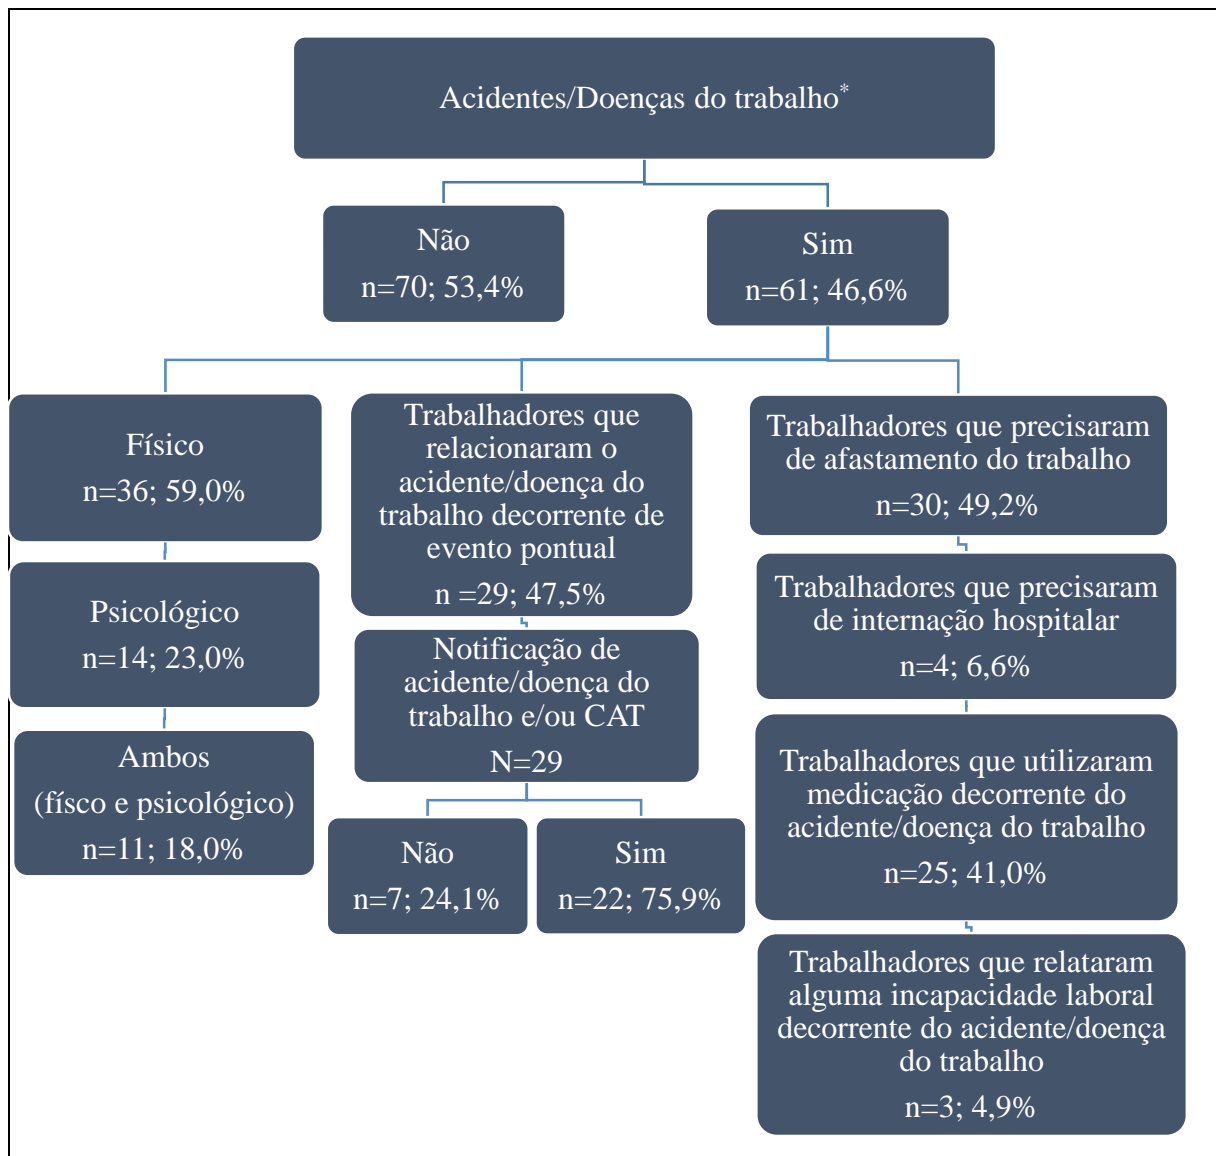 Acidentes/Doenças do trabalho*
Não
n=70; 53,4%
Sim
n=61; 46,6%
Físico
n=36; 59,0%
Psicológico
n=14; 23,0%
Ambos
(físco e psicológico)
n=11; 18,0%
Trabalhadores que
relacionaram o
acidente/doença do
trabalho decorrente de
evento pontual
n =29; 47,5%
Notificação de
acidente/doença do
trabalho e/ou CAT
N=29
Não
n=7; 24,1%
Sim
n=22; 75,9%
Trabalhadores que precisaram
de afastamento do trabalho
n=30; 49,2%
Trabalhadores que precisaram
de internação hospitalar
n=4; 6,6%
Trabalhadores que utilizaram
medicação decorrente do
acidente/doença do trabalho
n=25; 41,0%
Trabalhadores que relataram
alguma incapacidade laboral
decorrente do acidente/doença
do trabalho
n=3; 4,9%